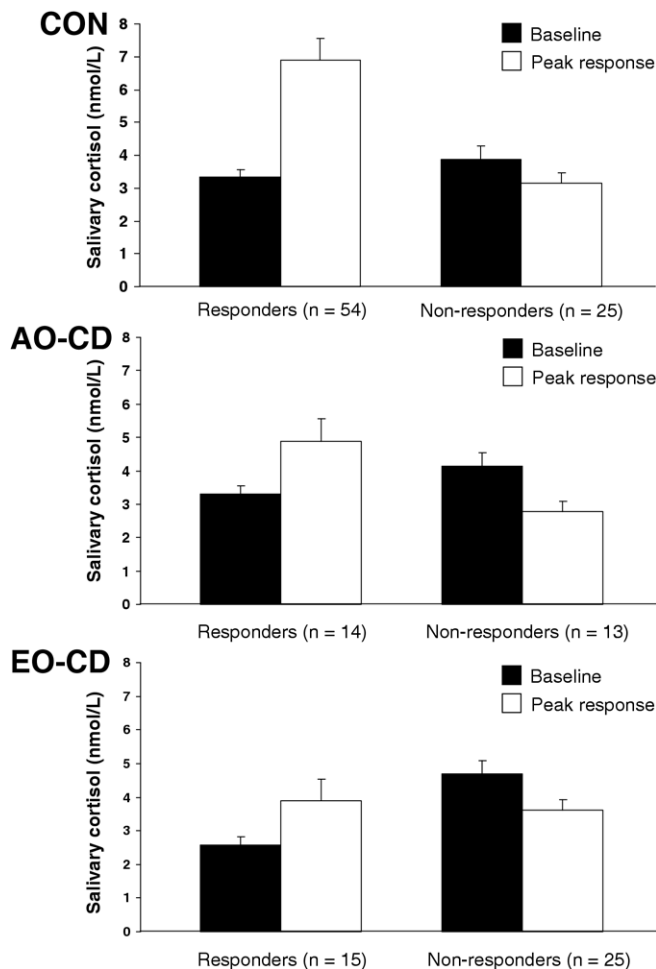 CON
Baseline
Peak response
Salivary cortisol (nmol/L)
8
7
6
5
4
3
2
1
0
Responders (n = 54) Non-responders (n = 25)
AO-CD
Baseline
Peak response
Salivary cortisol (nmol/L)
8
7
6
5
4
3
2
1
0
Responders (n = 14) Non-responders (n = 13)
EO-CD
Baseline
Peak response
Salivary cortisol (nmol/L)
8
7
6
5
4
3
2
1
0
Responders (n = 15) Non-responders (n = 25)